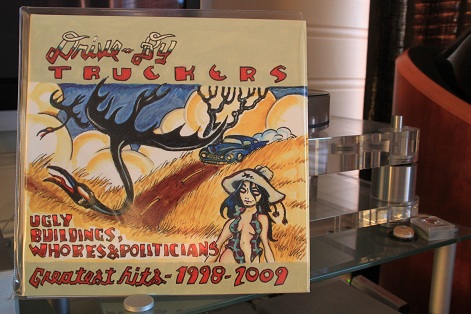 Drive-By
TRUCKERS
UGLY
BUILDINGS,
WHORES & POLITICIANS
Greatest hits - 1998-2009